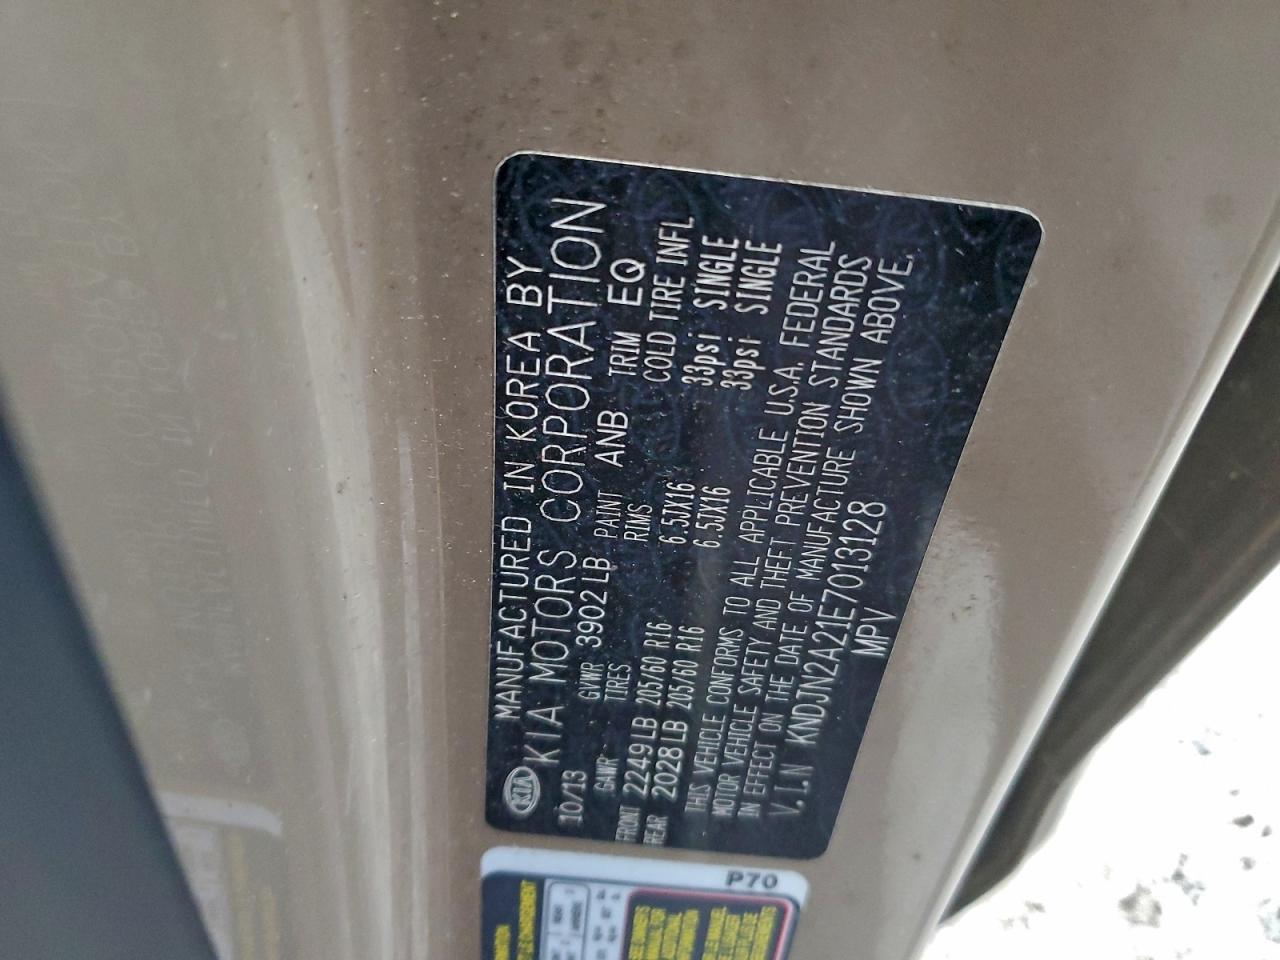 MANUFACTURED IN KOREA BY
KIA KIA MOTORS CORPORATION
10/13 GVWR 3902LB PAINT ANB TRIM EQ
GAWR TIRES RIMS COLD TIRE INFL
FRONT 2249LB 205/60 R16 6.5JX16 33psi SINGLE
REAR 2028LB 205/60 R16 6.5JX16 33psi SINGLE
THIS VEHICLE CONFORMS TO ALL APPLICABLE U.S.A. FEDERAL
MOTOR VEHICLE SAFETY AND THEFT PREVENTION STANDARDS
IN EFFECT ON THE DATE OF MANUFACTURE SHOWN ABOVE.
V.I.N KNDJN2A21E7013128
MPV
P70